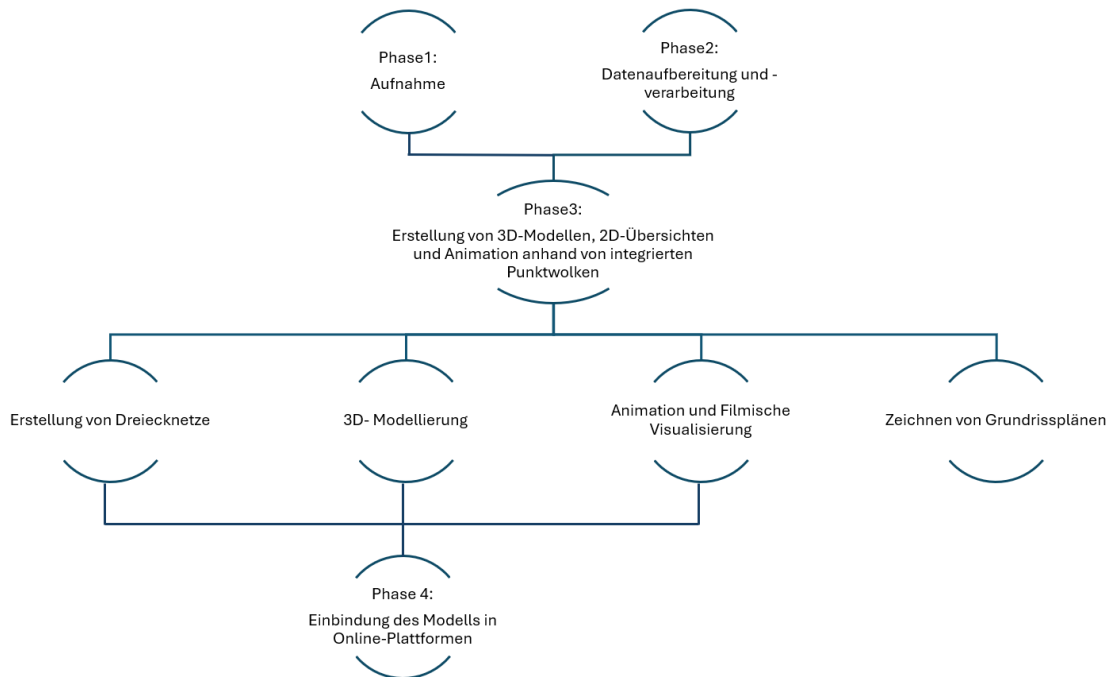 Phase1:
Aufnahme
Phase2:
Datenaufbereitung und -
verarbeitung
Phase3:
Erstellung von 3D-Modellen, 2D-Übersichten
und Animation anhand von integrierten
Punktwolken
Erstellung von Dreiecknetze
3D- Modellierung
Animation und Filmische
Visualisierung
Zeichnen von Grundrissplänen
Phase 4:
Einbindung des Modells in
Online-Plattformen